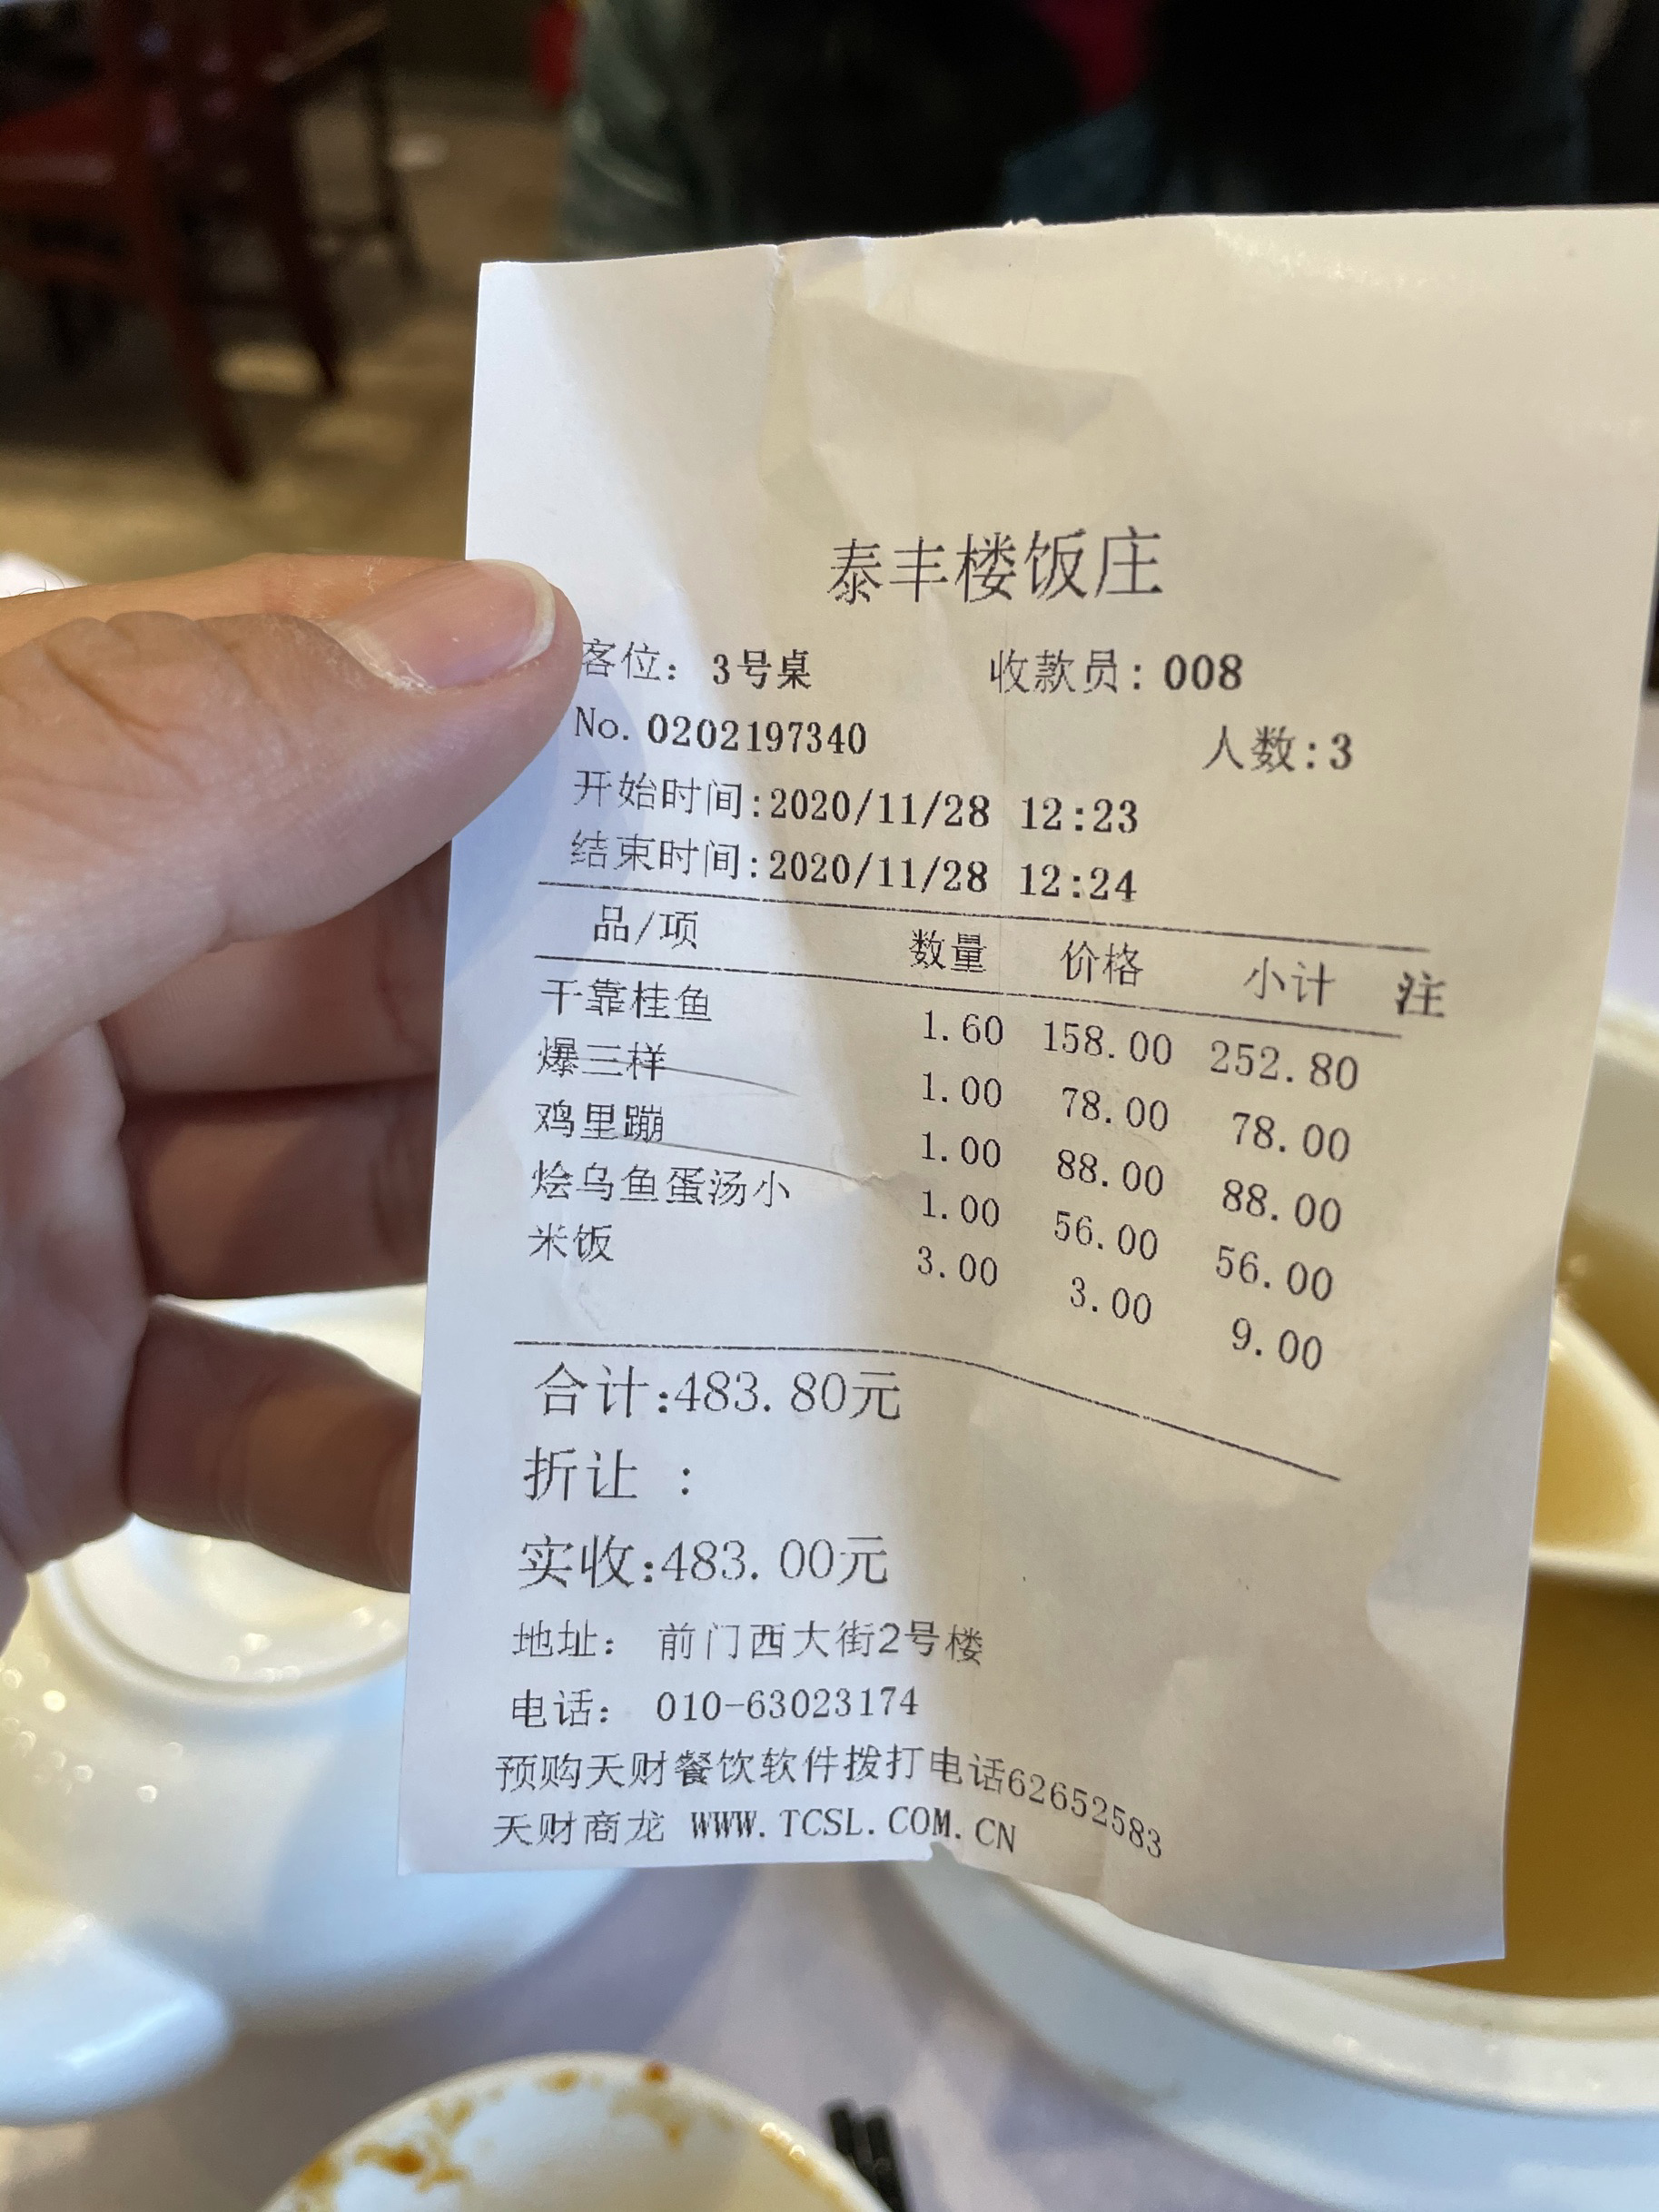 泰丰楼饭庄
客位: 3号桌 收款员: 008
No. 0202197340 人数:3
开始时间:2020/11/28 12:23
结束时间:2020/11/28 12:24
品/项 数量 价格 小计 注
干靠桂鱼 1.60 158.00 252.80
爆三样 1.00 78.00 78.00
鸡里蹦 1.00 88.00 88.00
烩乌鱼蛋汤小 1.00 56.00 56.00
米饭 3.00 3.00 9.00
合计:483.80元
折让 :
实收:483.00元
地址: 前门西大街2号楼
电话: 010-63023174
预购天财餐饮软件拨打电话62652583
天财商龙 WWW.TCSL.COM.CN